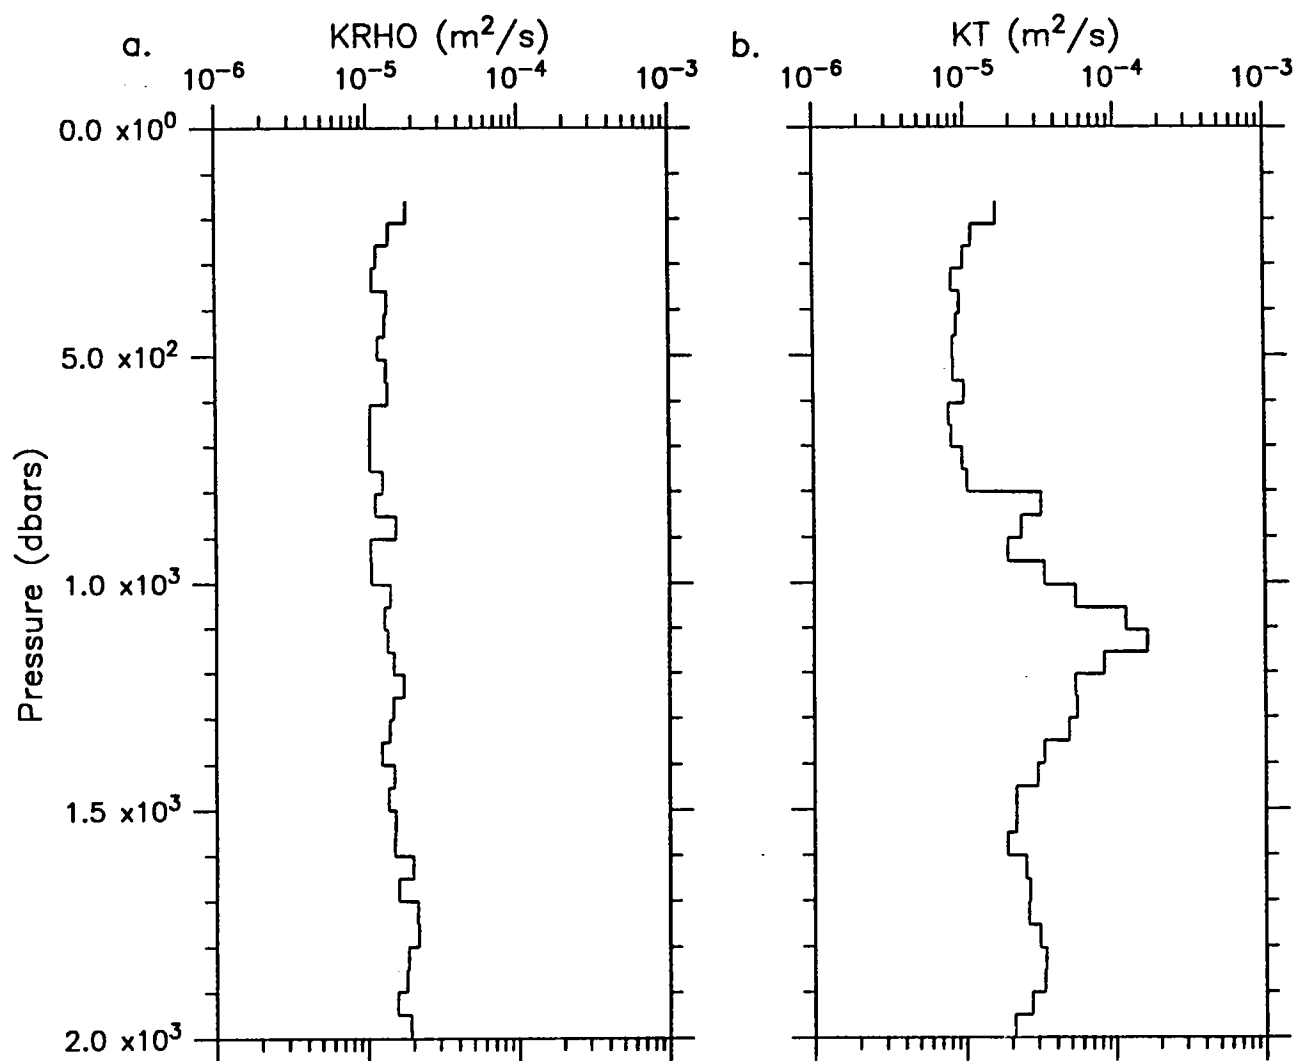 a. KRHO (m²/s) b. KT (m²/s)
10⁻⁶ 10⁻⁵ 10⁻⁴ 10⁻³ 10⁻⁶ 10⁻⁵ 10⁻⁴ 10⁻³
0.0 x10⁰
5.0 x10²
1.0 x10³
1.5 x10³
2.0 x10³
Pressure (dbars)